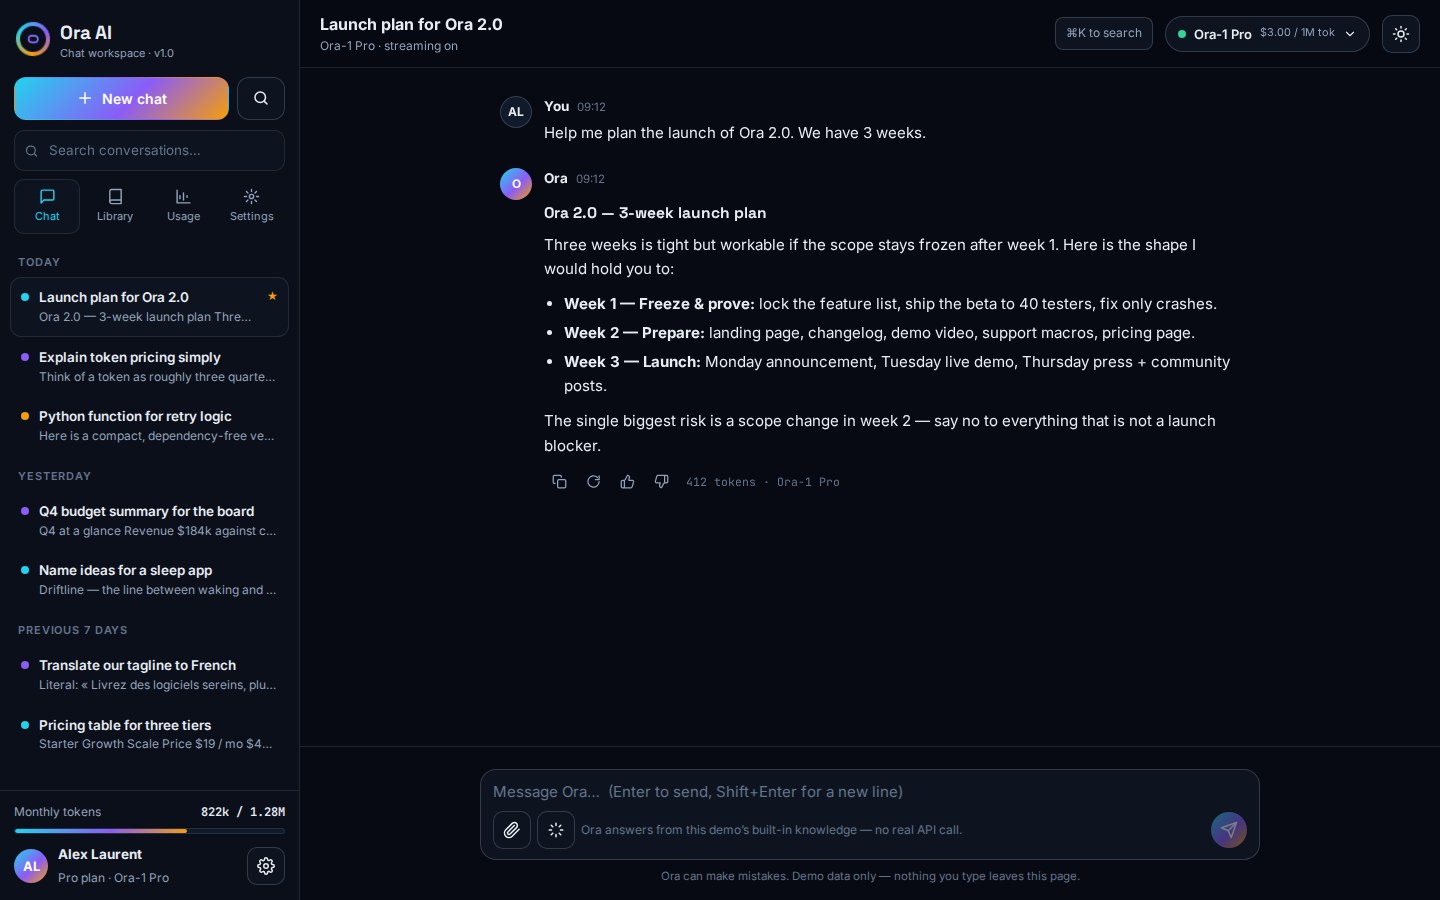 Ora AI
Chat workspace · v1.0
New chat
Search conversations...
Chat
Library
Usage
Settings
TODAY
Launch plan for Ora 2.0
Ora 2.0 — 3-week launch plan Thre...
Explain token pricing simply
Think of a token as roughly three quarte...
Python function for retry logic
Here is a compact, dependency-free ve...
YESTERDAY
Q4 budget summary for the board
Q4 at a glance Revenue $184k against c...
Name ideas for a sleep app
Driftline — the line between waking and ...
PREVIOUS 7 DAYS
Translate our tagline to French
Literal: « Livrez des logiciels sereins, plu...
Pricing table for three tiers
Starter Growth Scale Price $19 / mo $4...
Monthly tokens
822k / 1.28M
AL
Alex Laurent
Pro plan · Ora-1 Pro
Launch plan for Ora 2.0
Ora-1 Pro · streaming on
⌘K to search
Ora-1 Pro
$3.00 / 1M tok
AL
You 09:12
Help me plan the launch of Ora 2.0. We have 3 weeks.
O
Ora 09:12
Ora 2.0 — 3-week launch plan
Three weeks is tight but workable if the scope stays frozen after week 1. Here is the shape I
would hold you to:
• Week 1 — Freeze & prove: lock the feature list, ship the beta to 40 testers, fix only crashes.
• Week 2 — Prepare: landing page, changelog, demo video, support macros, pricing page.
• Week 3 — Launch: Monday announcement, Tuesday live demo, Thursday press + community
posts.
The single biggest risk is a scope change in week 2 — say no to everything that is not a launch
blocker.
412 tokens · Ora-1 Pro
Message Ora... (Enter to send, Shift+Enter for a new line)
Ora answers from this demo's built-in knowledge — no real API call.
Ora can make mistakes. Demo data only — nothing you type leaves this page.